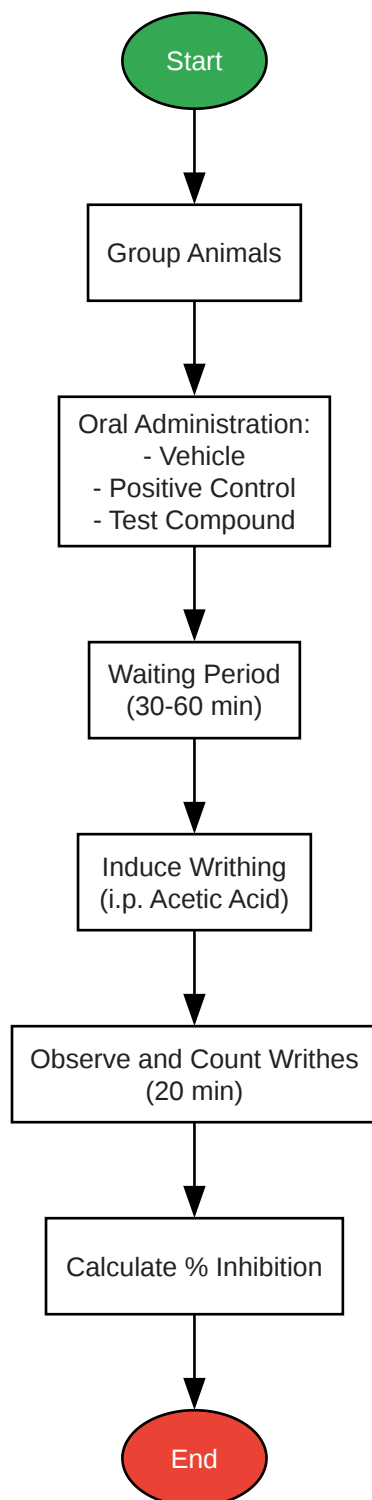 Start
Group Animals
Oral Administration:
- Vehicle
- Positive Control
- Test Compound
Waiting Period
(30-60 min)
Induce Writhing
(i.p. Acetic Acid)
Observe and Count Writhes
(20 min)
Calculate % Inhibition
End